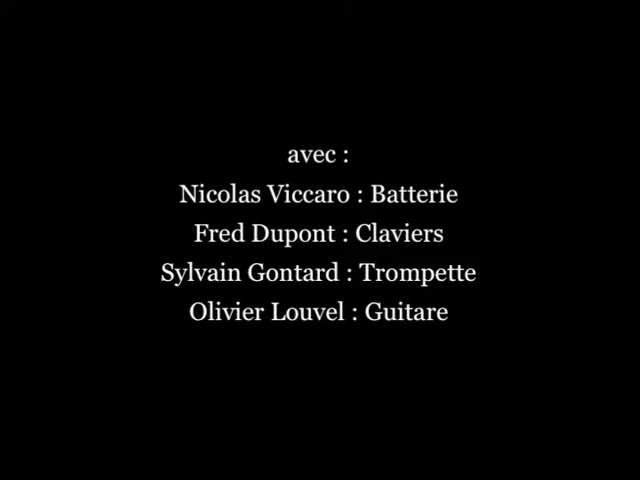 avec :
Nicolas Viccaro : Batterie
Fred Dupont : Claviers
Sylvain Gontard : Trompette
Olivier Louvel : Guitare